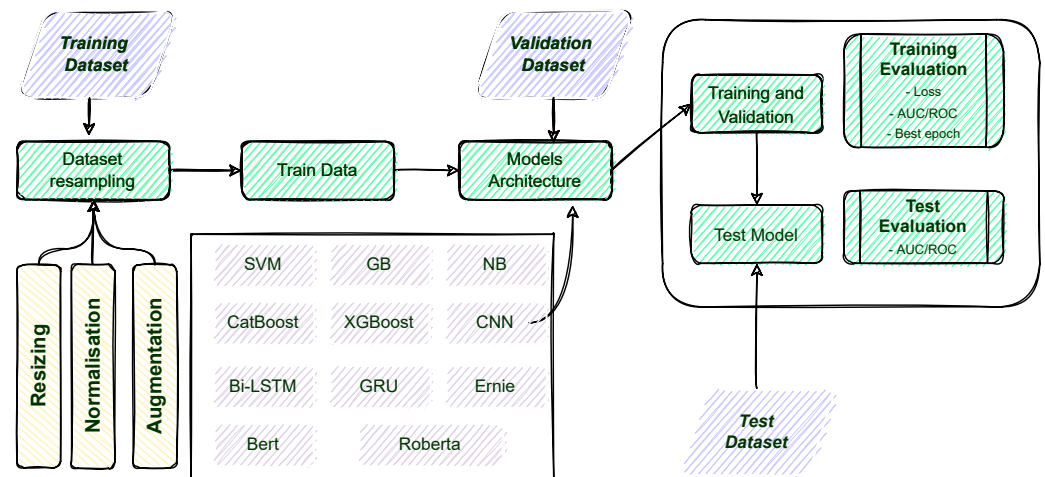 Training
Dataset
Validation
Dataset
Dataset
resampling
Train Data
Models
Architecture
Training and
Validation
Training
Evaluation
- Loss
- AUC/ROC
- Best epoch
Test Model
Test
Evaluation
- AUC/ROC
Resizing
Normalisation
Augmentation
SVM
GB
NB
CatBoost
XGBoost
CNN
Bi-LSTM
GRU
Ernie
Bert
Roberta
Test
Dataset